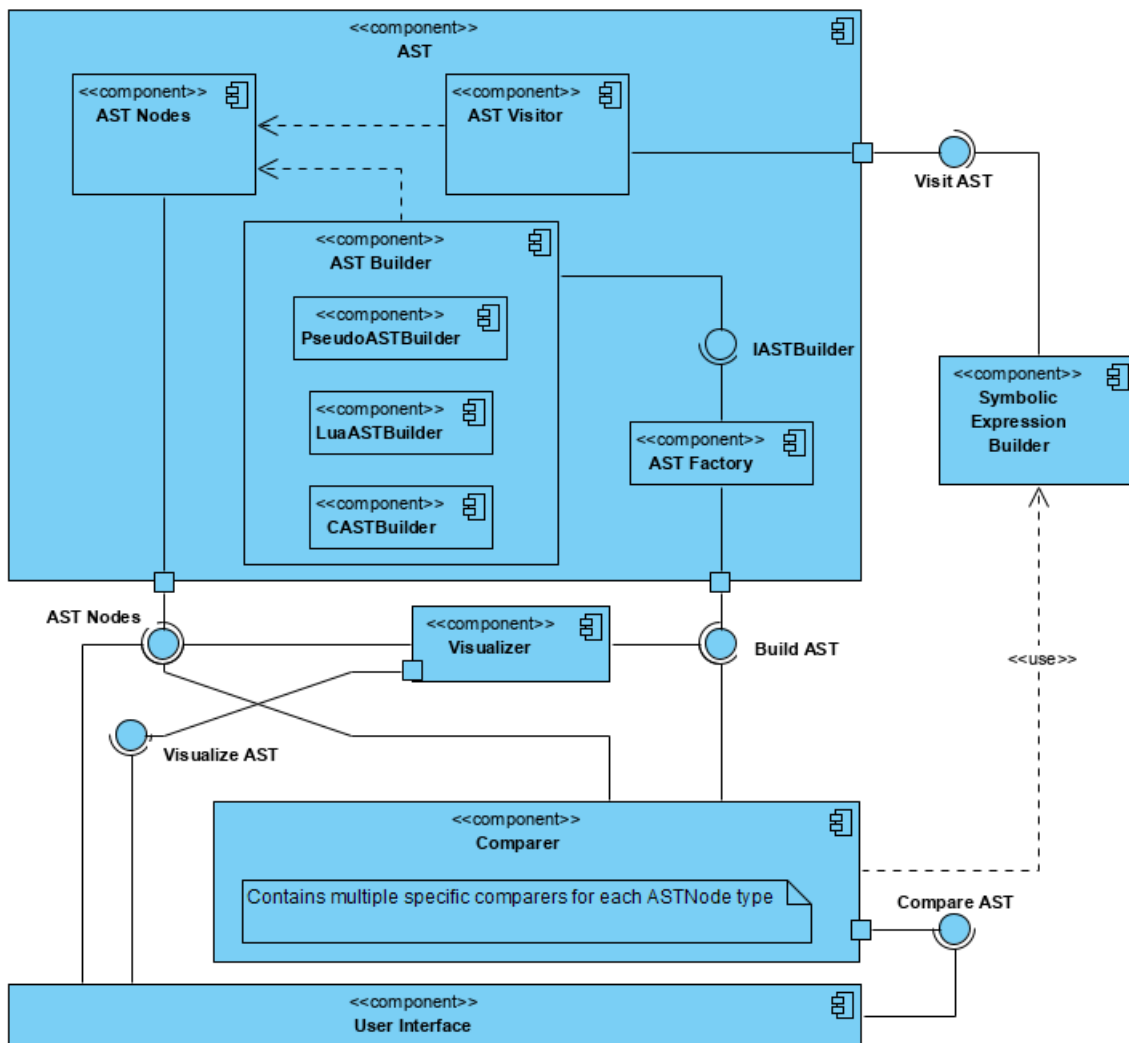 <<component>>
AST
<<component>>
AST Nodes
<<component>>
AST Visitor
Visit AST
<<component>>
AST Builder
<<component>>
PseudoASTBuilder
IASTBuilder
<<component>>
Symbolic
Expression
Builder
<<component>>
LuaASTBuilder
<<component>>
AST Factory
<<component>>
CASTBuilder
AST Nodes
<<component>>
Visualizer
Build AST
<<use>>
Visualize AST
<<component>>
Comparer
Contains multiple specific comparers for each ASTNode type
Compare AST
<<component>>
User Interface